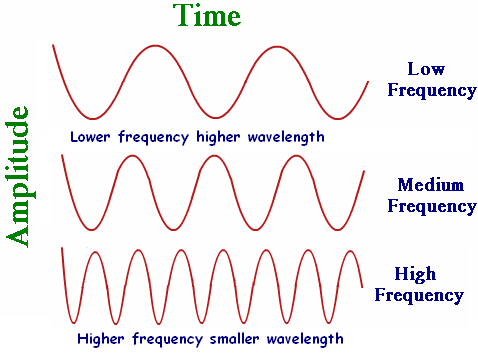 Time
Amplitude
Low
Frequency
Lower frequency higher wavelength
Medium
Frequency
High
Frequency
Higher frequency smaller wavelength